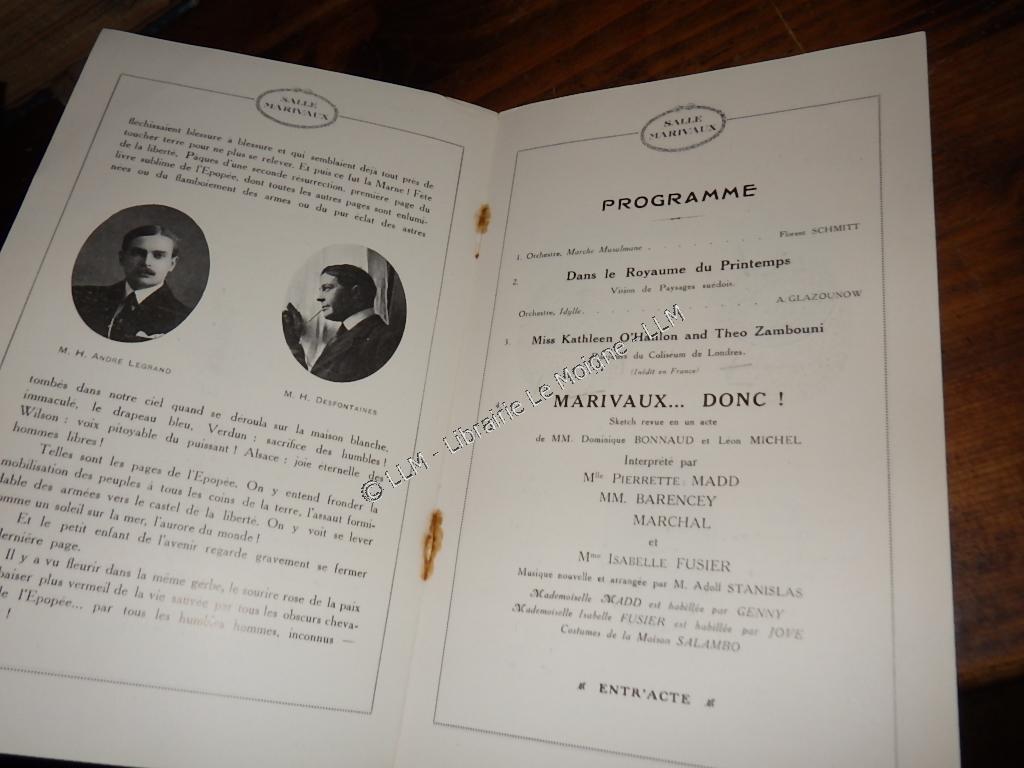 SALLE
MARIVAUX
fléchissaient blessure à blessure et qui semblaient déjà tout près de
toucher terre pour ne plus se relever. Et puis ce fut la Marne ! Fête
de la liberté, Pâques d'une seconde résurrection, première page du
livre sublime de l'Epopée, dont toutes les autres pages sont enlumi-
nées ou du flamboiement des armes ou du pur éclat des astres
M. H. ANDRÉ LEGRAND
M. H. DESFONTAINES
tombés dans notre ciel quand se déroula sur la maison blanche,
immaculé, le drapeau bleu, Verdun : sacrifice des humbles !
Wilson : voix pitoyable du puissant ! Alsace : joie éternelle des
hommes libres !
Telles sont les pages de l'Epopée. On y entend fronder la
mobilisation des peuples à tous les coins de la terre, l'assaut formi-
dable des armées vers le castel de la liberté. On y voit se lever
omme un soleil sur la mer, l'aurore du monde !
Et le petit enfant de l'avenir regarde gravement se fermer
dernière page.
Il y a vu fleurir dans la même gerbe, le sourire rose de la paix
baiser plus vermeil de la vie sauvée par tous les obscurs cheva-
de l'Epopée... par tous les humbles hommes, inconnus —
!
SALLE
MARIVAUX
PROGRAMME
1. Orchestre, Marche Musulmane . . . . . . Florent SCHMITT
2. Dans le Royaume du Printemps
Vision de Paysages suédois.
Orchestre, Idylle . . . . . . . . A. GLAZOUNOW
3. Miss Kathleen O'Hanlon and Theo Zambouni
du Coliseum de Londres.
(Inédit en France)
MARIVAUX... DONC !
Sketch revue en un acte
de MM. Dominique BONNAUD et Léon MICHEL
Interprété par
Mlle PIERRETTE MADD
MM. BARENCEY
MARCHAL
et
Mme ISABELLE FUSIER
Musique nouvelle et arrangée par M. Adolf STANISLAS
Mademoiselle MADD est habillée par GENNY
Mademoiselle Isabelle FUSIER est habillée par JOVE
Costumes de la Maison SALAMBO
ENTR'ACTE
© LLM - Librairie Le Moigne - LLM